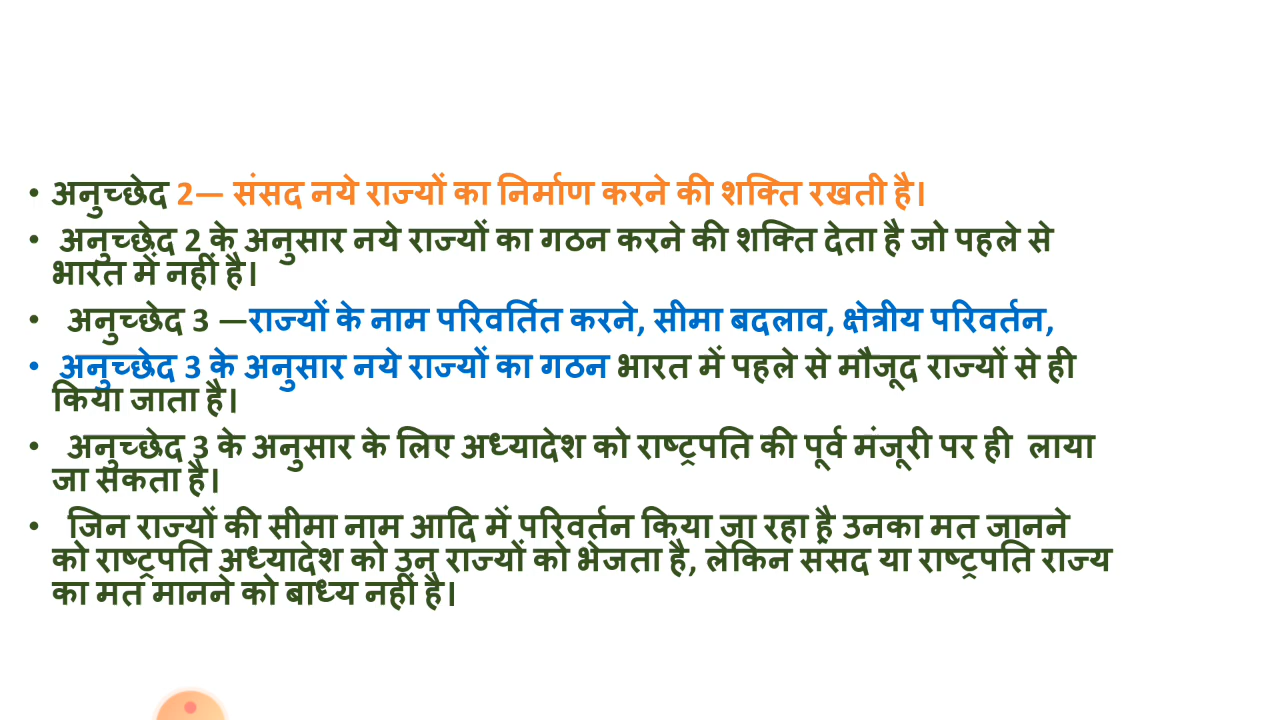 • अनुच्छेद 2— संसद नये राज्यों का निर्माण करने की शक्ति रखती है।
• अनुच्छेद 2 के अनुसार नये राज्यों का गठन करने की शक्ति देता है जो पहले से
भारत में नहीं है।
• अनुच्छेद 3 —राज्यों के नाम परिवर्तित करने, सीमा बदलाव, क्षेत्रीय परिवर्तन,
• अनुच्छेद 3 के अनुसार नये राज्यों का गठन भारत में पहले से मौजूद राज्यों से ही
किया जाता है।
• अनुच्छेद 3 के अनुसार के लिए अध्यादेश को राष्ट्रपति की पूर्व मंजूरी पर ही लाया
जा सकता है।
• जिन राज्यों की सीमा नाम आदि में परिवर्तन किया जा रहा है उनका मत जानने
को राष्ट्रपति अध्यादेश को उन राज्यों को भेजता है, लेकिन संसद या राष्ट्रपति राज्य
का मत मानने को बाध्य नहीं है।